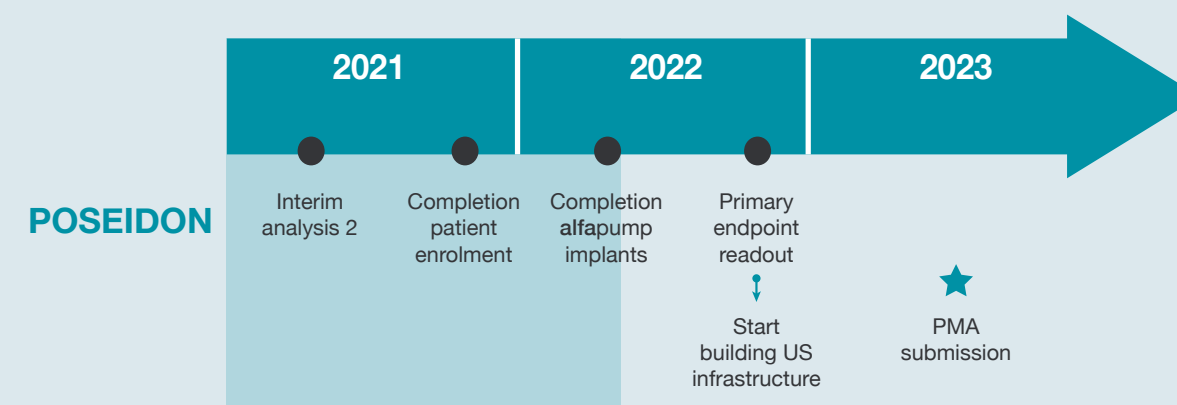 2021
2022
2023
POSEIDON
Interim
analysis 2
Completion
patient
enrolment
Completion
alfapump
implants
Primary
endpoint
readout
Start
building US
infrastructure
PMA
submission